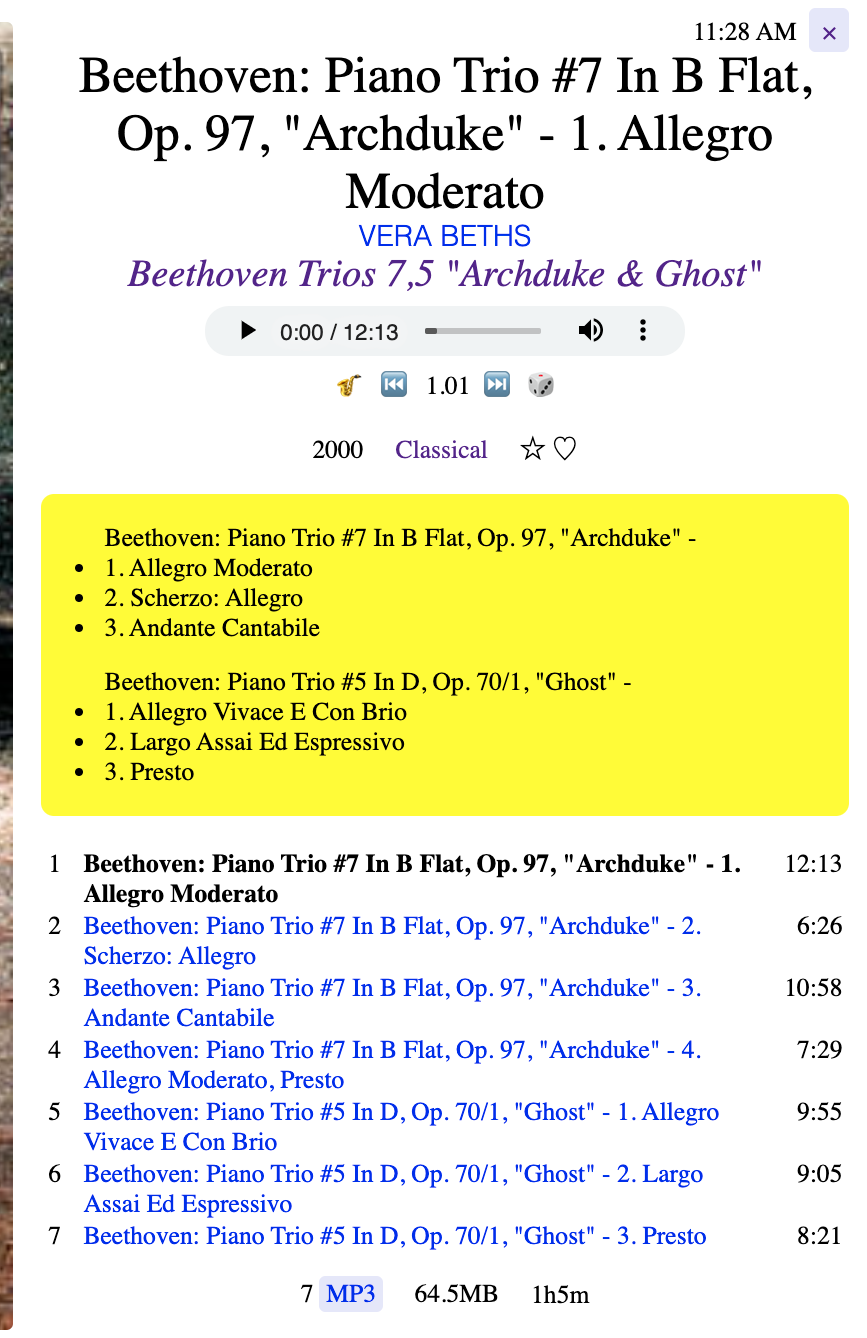 11:28 AM ×
Beethoven: Piano Trio #7 In B Flat,
Op. 97, "Archduke" - 1. Allegro
Moderato
VERA BETHS
Beethoven Trios 7,5 "Archduke & Ghost"
0:00 / 12:13
1.01
2000 Classical ☆♡
Beethoven: Piano Trio #7 In B Flat, Op. 97, "Archduke" -
• 1. Allegro Moderato
• 2. Scherzo: Allegro
• 3. Andante Cantabile
Beethoven: Piano Trio #5 In D, Op. 70/1, "Ghost" -
• 1. Allegro Vivace E Con Brio
• 2. Largo Assai Ed Espressivo
• 3. Presto
1 Beethoven: Piano Trio #7 In B Flat, Op. 97, "Archduke" - 1. 12:13
Allegro Moderato
2 Beethoven: Piano Trio #7 In B Flat, Op. 97, "Archduke" - 2. 6:26
Scherzo: Allegro
3 Beethoven: Piano Trio #7 In B Flat, Op. 97, "Archduke" - 3. 10:58
Andante Cantabile
4 Beethoven: Piano Trio #7 In B Flat, Op. 97, "Archduke" - 4. 7:29
Allegro Moderato, Presto
5 Beethoven: Piano Trio #5 In D, Op. 70/1, "Ghost" - 1. Allegro 9:55
Vivace E Con Brio
6 Beethoven: Piano Trio #5 In D, Op. 70/1, "Ghost" - 2. Largo 9:05
Assai Ed Espressivo
7 Beethoven: Piano Trio #5 In D, Op. 70/1, "Ghost" - 3. Presto 8:21
7 MP3 64.5MB 1h5m